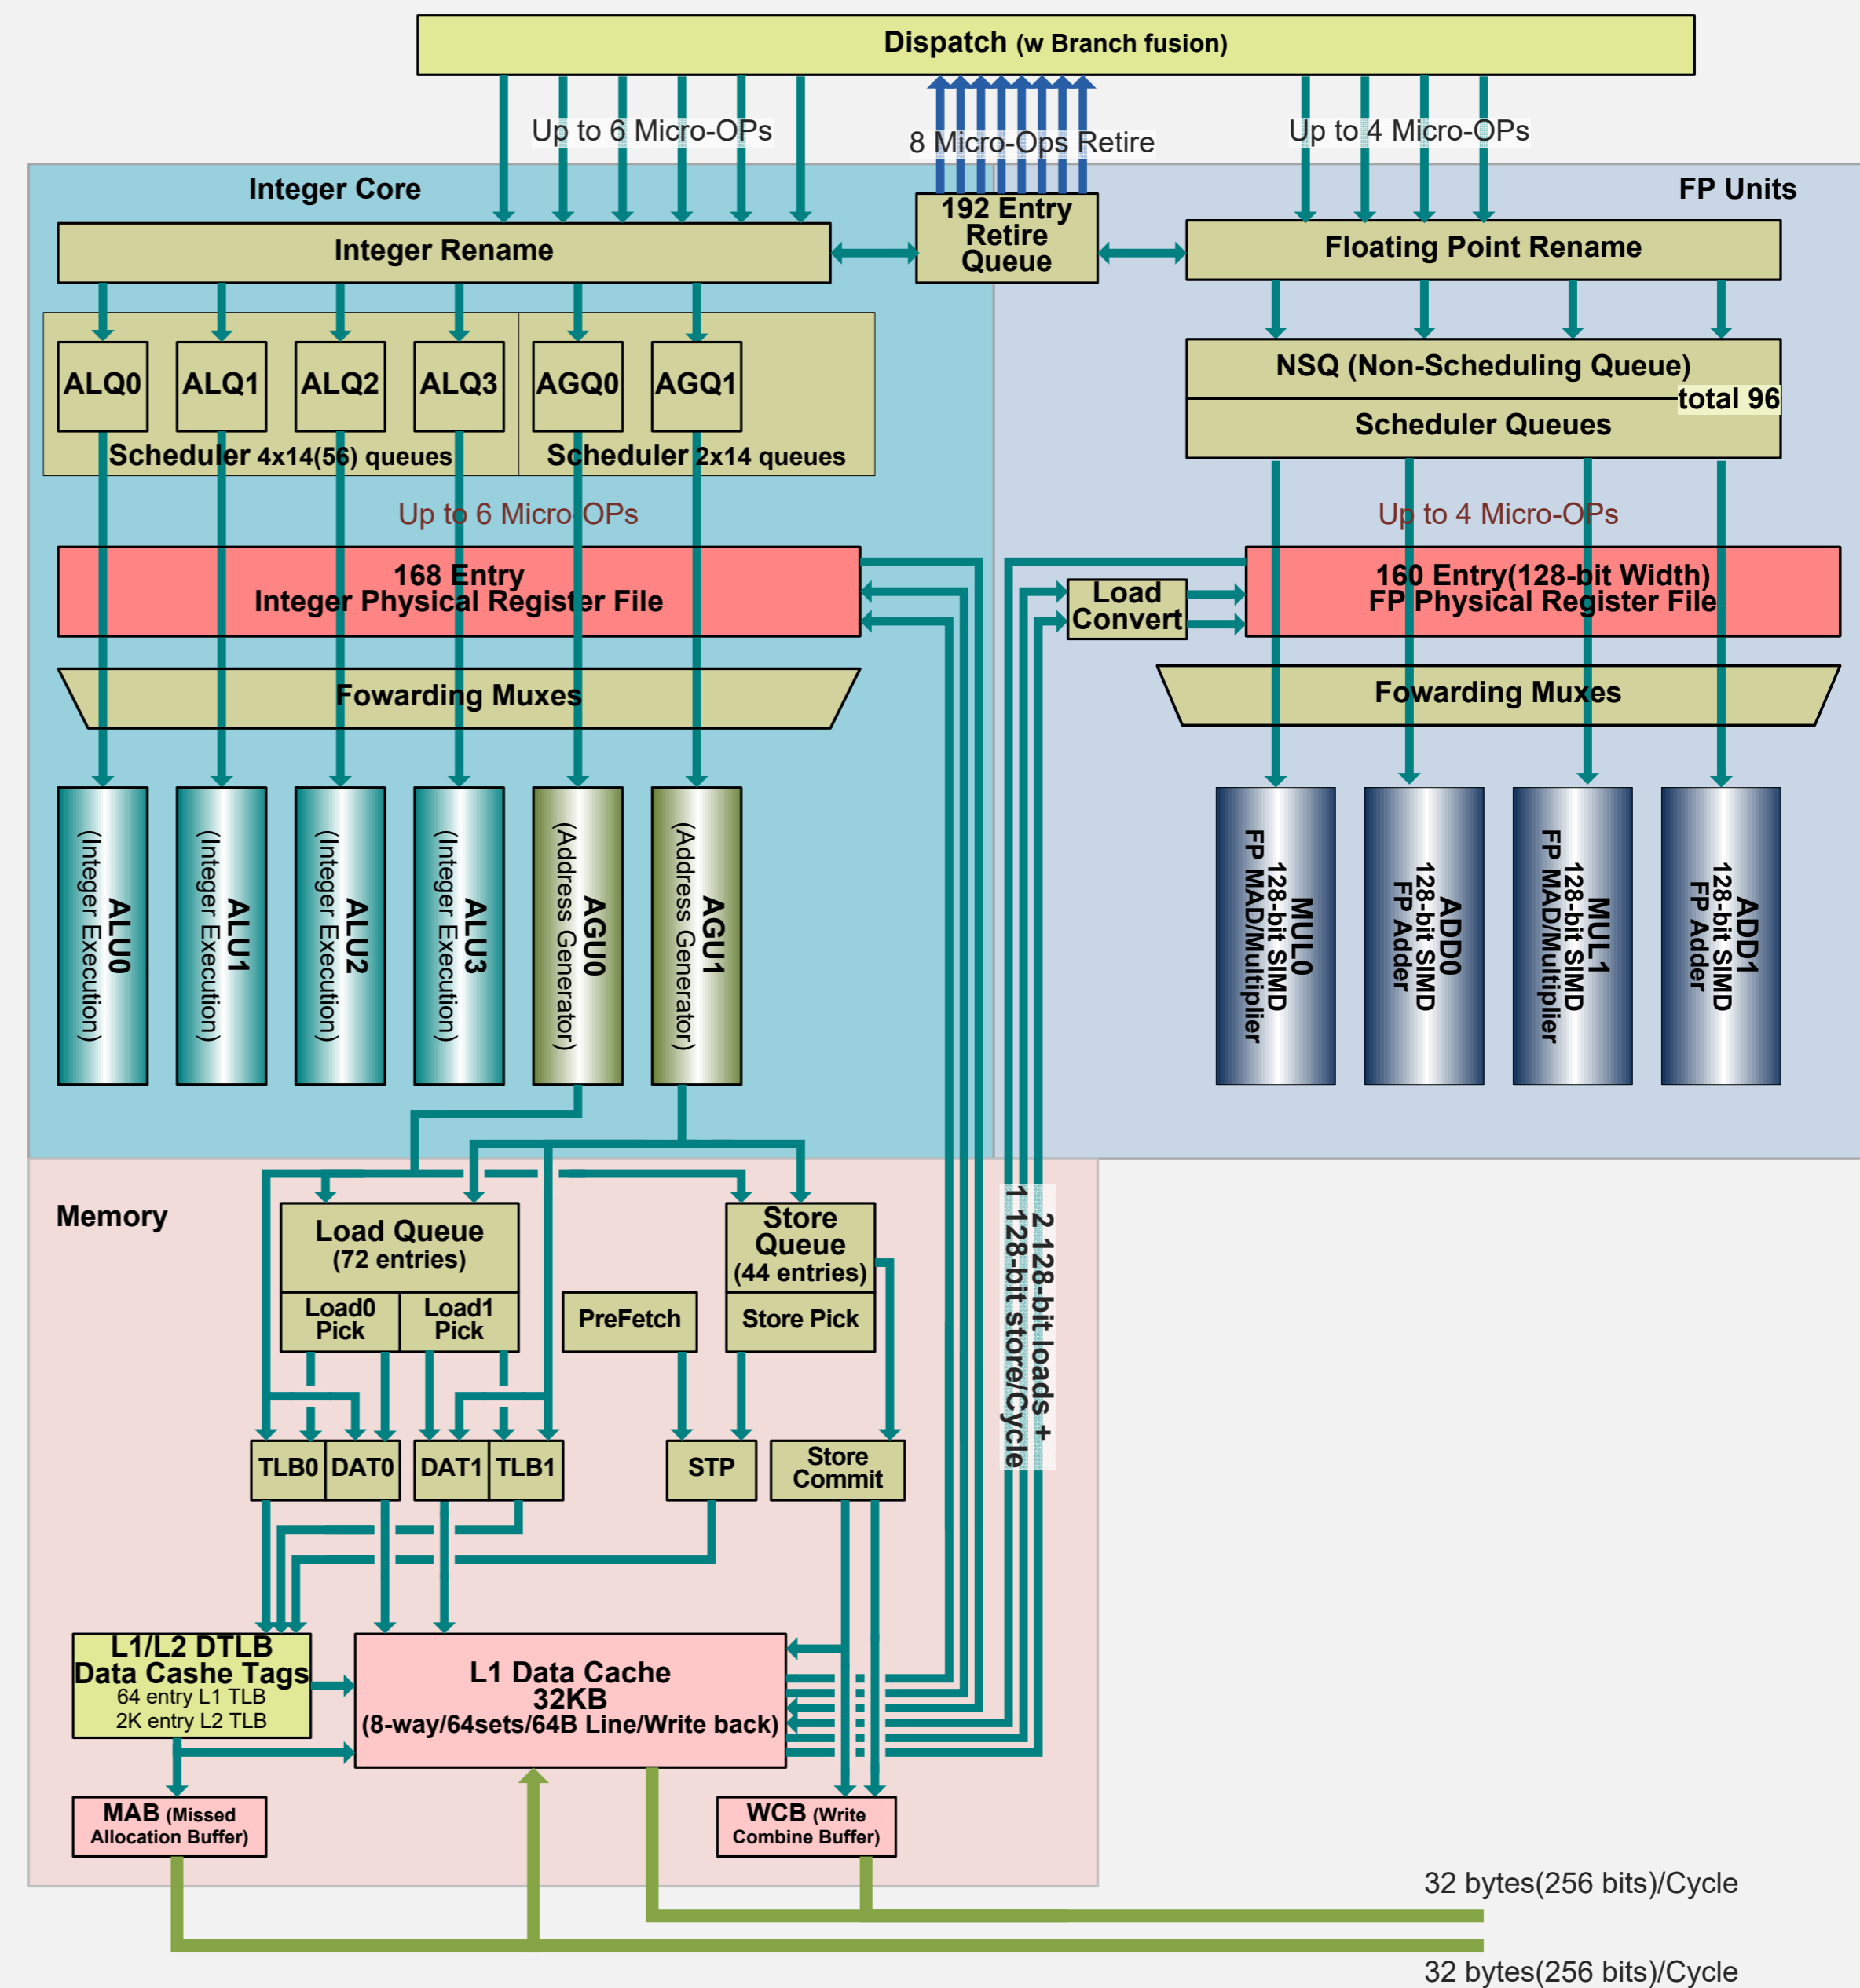 Dispatch (w Branch fusion)
Up to 6 Micro-OPs
8 Micro-Ops Retire
Up to 4 Micro-OPs
Integer Core
FP Units
192 Entry
Retire
Queue
Integer Rename
Floating Point Rename
ALQ0
ALQ1
ALQ2
ALQ3
AGQ0
AGQ1
Scheduler 4x14(56) queues
Scheduler 2x14 queues
NSQ (Non-Scheduling Queue)
total 96
Scheduler Queues
Up to 6 Micro-OPs
Up to 4 Micro-OPs
168 Entry
Integer Physical Register File
Load
Convert
160 Entry(128-bit Width)
FP Physical Register File
Fowarding Muxes
Fowarding Muxes
ALU0
(Integer Execution)
ALU1
(Integer Execution)
ALU2
(Integer Execution)
ALU3
(Integer Execution)
AGU0
(Address Generator)
AGU1
(Address Generator)
MUL0
128-bit SIMD
FP MAD/Multiplier
ADD0
128-bit SIMD
FP Adder
MUL1
128-bit SIMD
FP MAD/Multiplier
ADD1
128-bit SIMD
FP Adder
Memory
Load Queue
(72 entries)
Load0
Pick
Load1
Pick
PreFetch
Store
Queue
(44 entries)
Store Pick
2 128-bit loads +
1 128-bit store/Cycle
TLB0
DAT0
DAT1
TLB1
STP
Store
Commit
L1/L2 DTLB
Data Cashe Tags
64 entry L1 TLB
2K entry L2 TLB
L1 Data Cache
32KB
(8-way/64sets/64B Line/Write back)
MAB (Missed
Allocation Buffer)
WCB (Write
Combine Buffer)
32 bytes(256 bits)/Cycle
32 bytes(256 bits)/Cycle